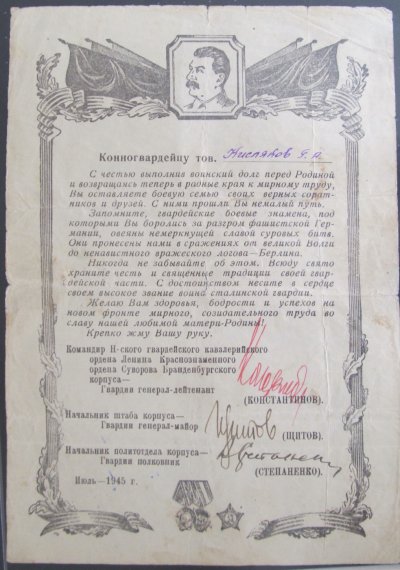 Конногвардейцу тов. Кисляков Г. А.
С честью выполнив воинский долг перед Родиной
и возвращаясь теперь в родные края к мирному труду,
Вы оставляете боевую семью своих верных сорат-
ников и друзей. С ними прошли Вы немалый путь.
Запомните, гвардейские боевые знамена, под
которыми Вы боролись за разгром фашистской Гер-
мании, овеяны немеркнущей славой суровых битв.
Они пронесены нами в сражениях от великой Волги
до ненавистного вражеского логова—Берлина.
Никогда не забывайте об этом. Всюду свято
храните честь и священные традиции своей гвар-
дейской части. С достоинством несите в сердце
своем высокое звание воина сталинской гвардии.
Желаю Вам здоровья, бодрости и успехов на
новом фронте мирного, созидательного труда во
славу нашей любимой матери-Родины!
Крепко жму Вашу руку.
Командир Н-ского гвардейского кавалерийского
ордена Ленина Краснознаменного
ордена Суворова Бранденбургского
корпуса—
Гвардии генерал-лейтенант
(КОНСТАНТИНОВ).
Начальник штаба корпуса—
Гвардии генерал-майор
(ЩИТОВ).
Начальник политотдела корпуса—
Гвардии полковник
(СТЕПАНЕНКО).
Июль—1945 г.